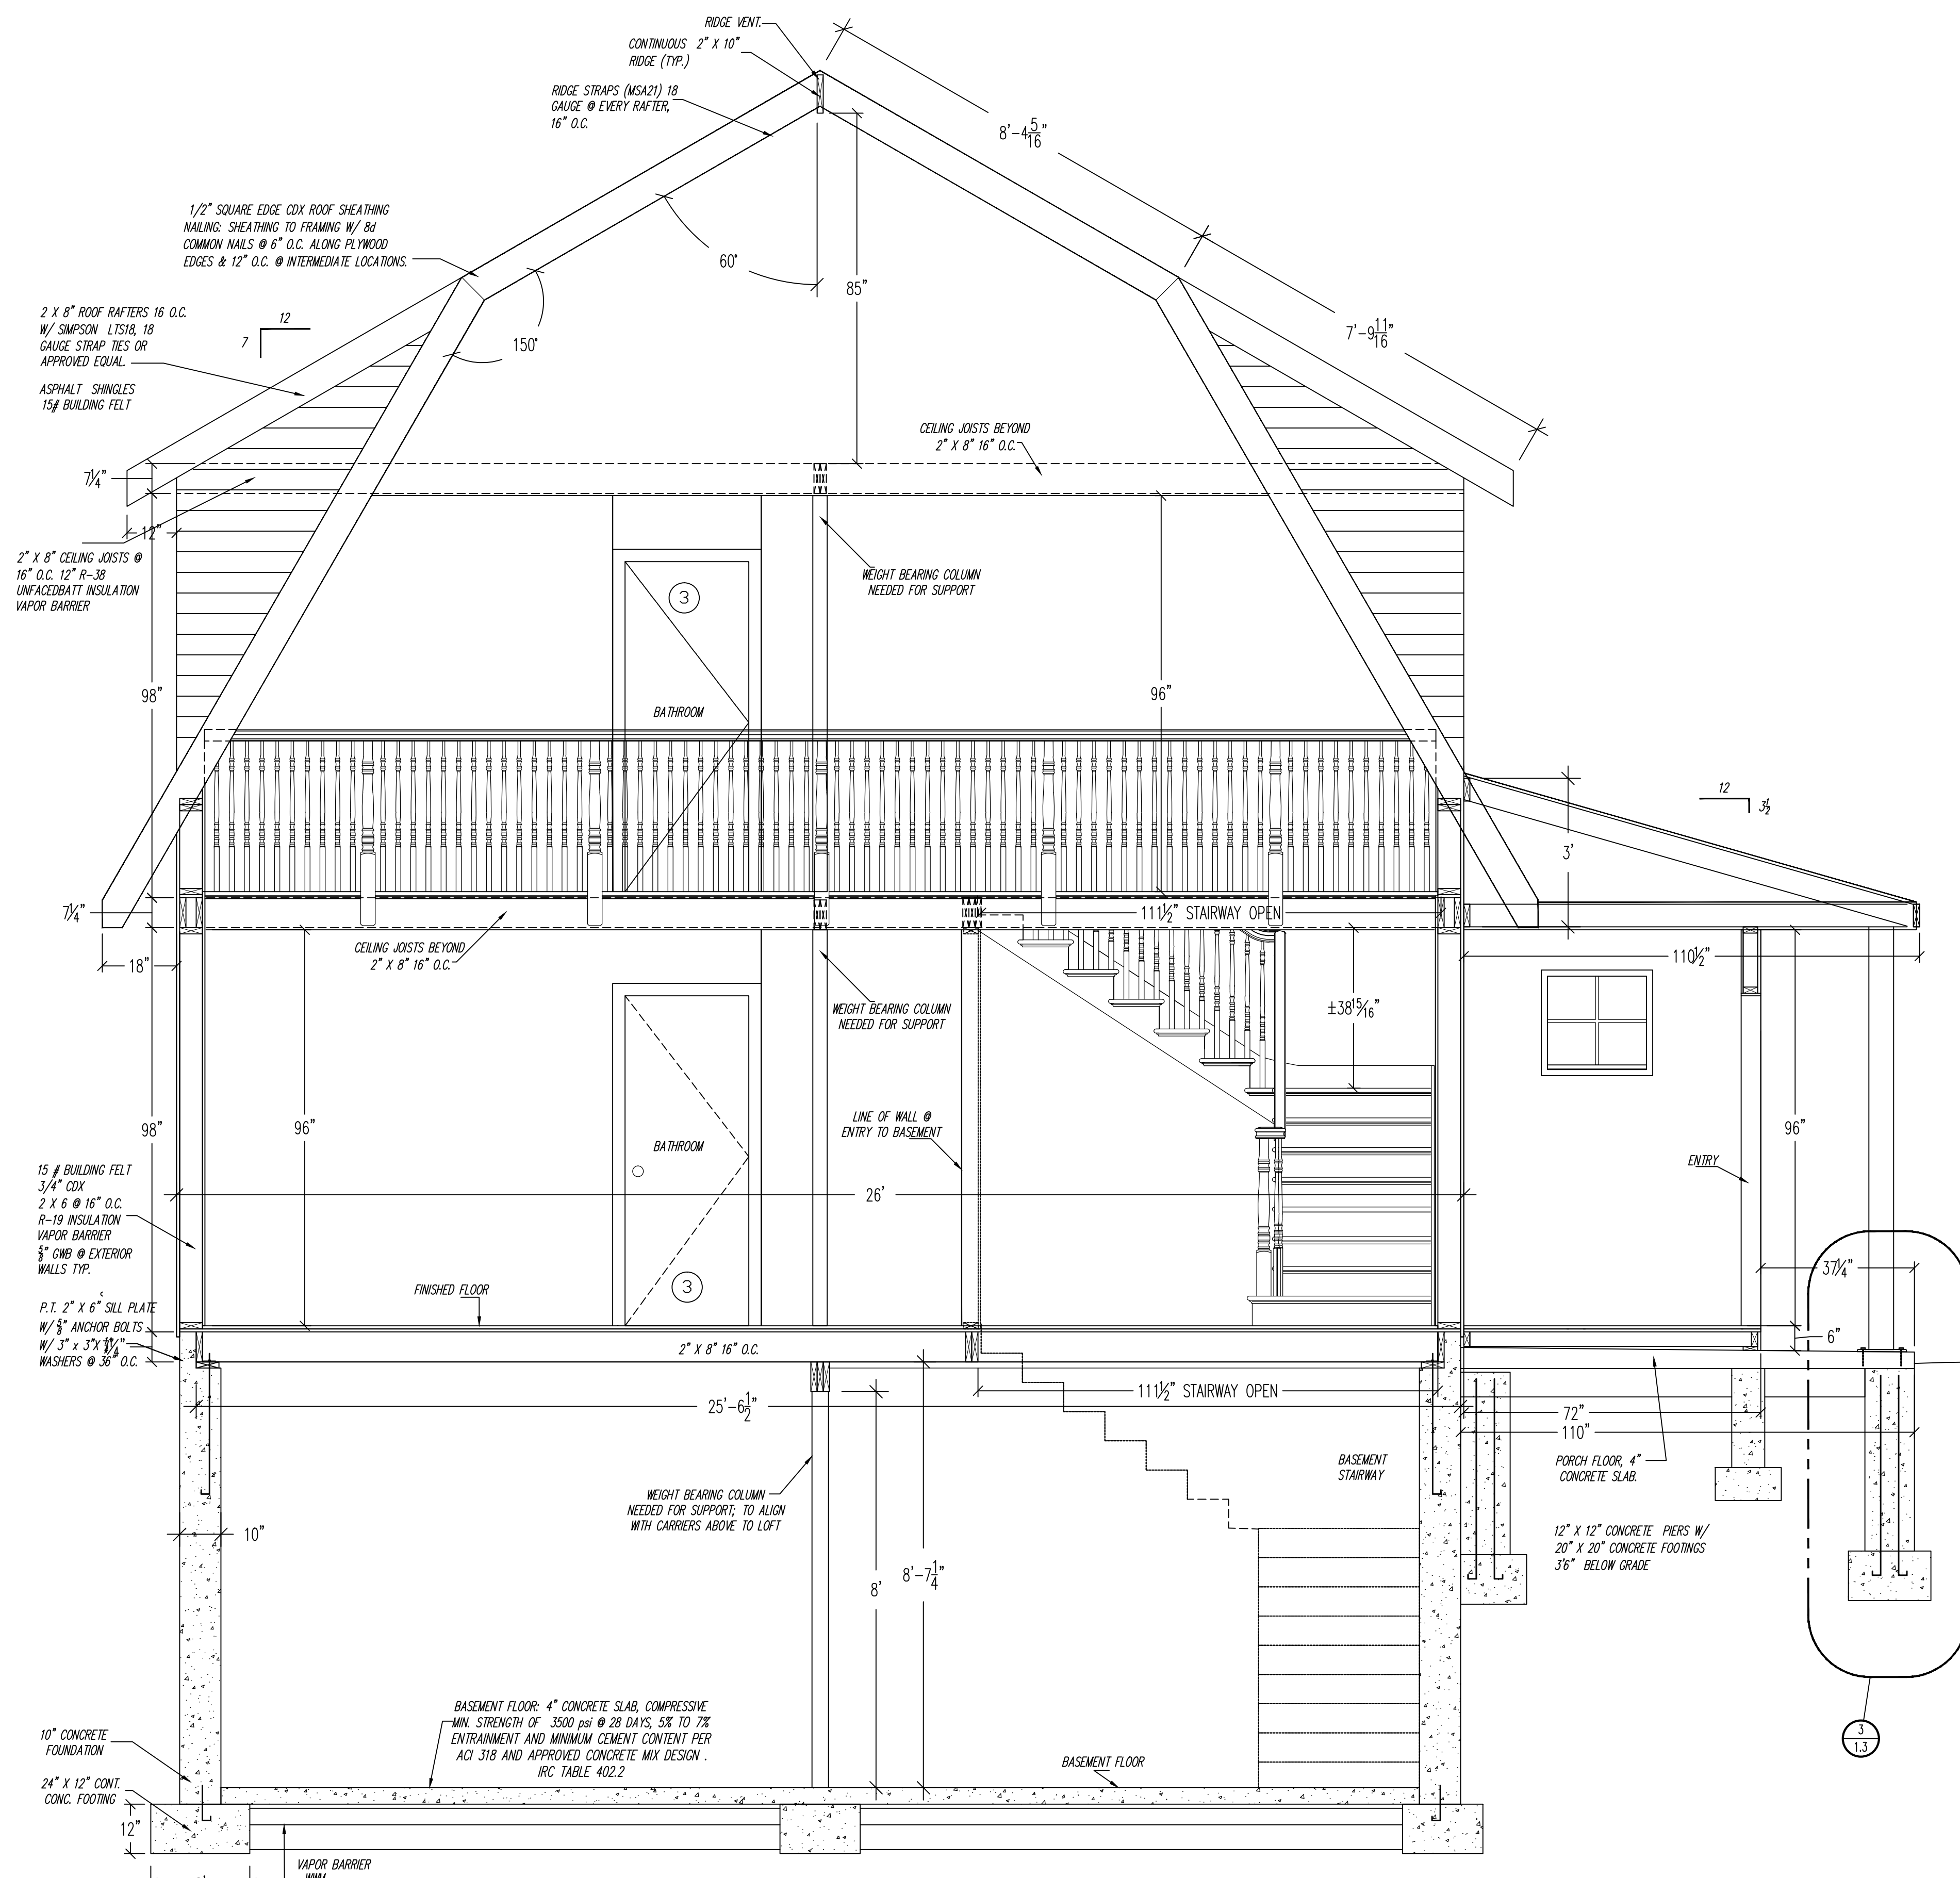 RIDGE VENT.
CONTINUOUS 2" X 10"
RIDGE (TYP.)
RIDGE STRAPS (MSA21) 18
GAUGE @ EVERY RAFTER,
16" O.C.
8'-4 5/16"
1/2" SQUARE EDGE CDX ROOF SHEATHING
NAILING: SHEATHING TO FRAMING W/ 8d
COMMON NAILS @ 6" O.C. ALONG PLYWOOD
EDGES & 12" O.C. @ INTERMEDIATE LOCATIONS.
60°
85"
2 X 8" ROOF RAFTERS 16 O.C.
W/ SIMPSON LTS18, 18
GAUGE STRAP TIES OR
APPROVED EQUAL.
12
7
150°
7'-9 11/16"
ASPHALT SHINGLES
15# BUILDING FELT
CEILING JOISTS BEYOND
2" X 8" 16" O.C.
7 1/4"
12"
2" X 8" CEILING JOISTS @
16" O.C. 12" R-38
UNFACEDBATT INSULATION
VAPOR BARRIER
WEIGHT BEARING COLUMN
NEEDED FOR SUPPORT
3
98"
BATHROOM
96"
12
3 1/2
3'
7 1/4"
111 1/2" STAIRWAY OPEN
CEILING JOISTS BEYOND
2" X 8" 16" O.C.
18"
110 1/2"
WEIGHT BEARING COLUMN
NEEDED FOR SUPPORT
±38 15/16"
98"
96"
LINE OF WALL @
ENTRY TO BASEMENT
BATHROOM
96"
ENTRY
15 # BUILDING FELT
3/4" CDX
2 X 6 @ 16" O.C.
R-19 INSULATION
VAPOR BARRIER
5/8" GWB @ EXTERIOR
WALLS TYP.
26'
37 1/4"
3
FINISHED FLOOR
P.T. 2" X 6" SILL PLATE
W/ 5/8" ANCHOR BOLTS
W/ 3" x 3"X 1/4"
WASHERS @ 36" O.C.
6"
2" X 8" 16" O.C.
111 1/2" STAIRWAY OPEN
25'-6 1/2"
72"
110"
BASEMENT
STAIRWAY
PORCH FLOOR, 4"
CONCRETE SLAB.
WEIGHT BEARING COLUMN
NEEDED FOR SUPPORT; TO ALIGN
WITH CARRIERS ABOVE TO LOFT
10"
12" X 12" CONCRETE PIERS W/
20" X 20" CONCRETE FOOTINGS
3'6" BELOW GRADE
8'
8'-7 1/4"
BASEMENT FLOOR: 4" CONCRETE SLAB, COMPRESSIVE
MIN. STRENGTH OF 3500 psi @ 28 DAYS, 5% TO 7%
ENTRAINMENT AND MINIMUM CEMENT CONTENT PER
ACI 318 AND APPROVED CONCRETE MIX DESIGN .
IRC TABLE 402.2
10" CONCRETE
FOUNDATION
BASEMENT FLOOR
3
1.3
24" X 12" CONT.
CONC. FOOTING
12"
VAPOR BARRIER